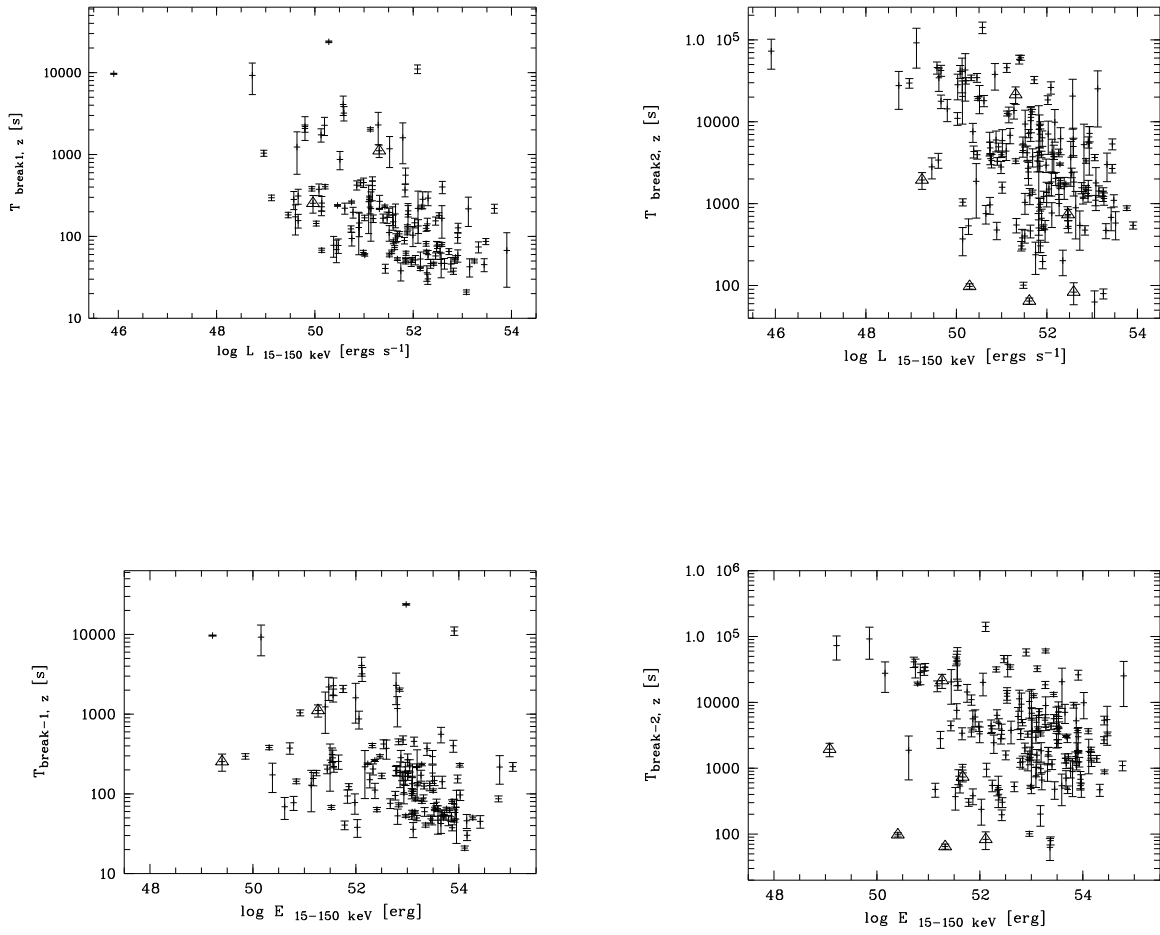 10000
1000
100
10
T break1, z [s]
46 48 50 52 54
log L 15-150 keV [ergs s⁻¹]
1.0 10⁵
10000
1000
100
T break2, z [s]
46 48 50 52 54
log L 15-150 keV [ergs s⁻¹]
10000
1000
100
10
T break-1, z [s]
48 50 52 54
log E 15-150 keV [erg]
1.0 10⁶
1.0 10⁵
10000
1000
100
T break-2, z [s]
48 50 52 54
log E 15-150 keV [erg]